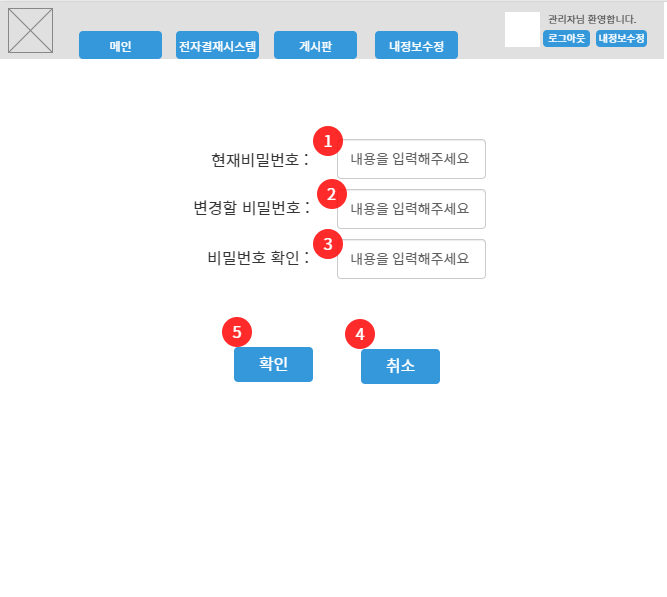 관리자님 환영합니다.
메인 전자결재시스템 게시판 내정보수정 로그아웃 내정보수정
1
현재비밀번호 : 내용을 입력해주세요
2
변경할 비밀번호 : 내용을 입력해주세요
3
비밀번호 확인 : 내용을 입력해주세요
5 4
확인 취소